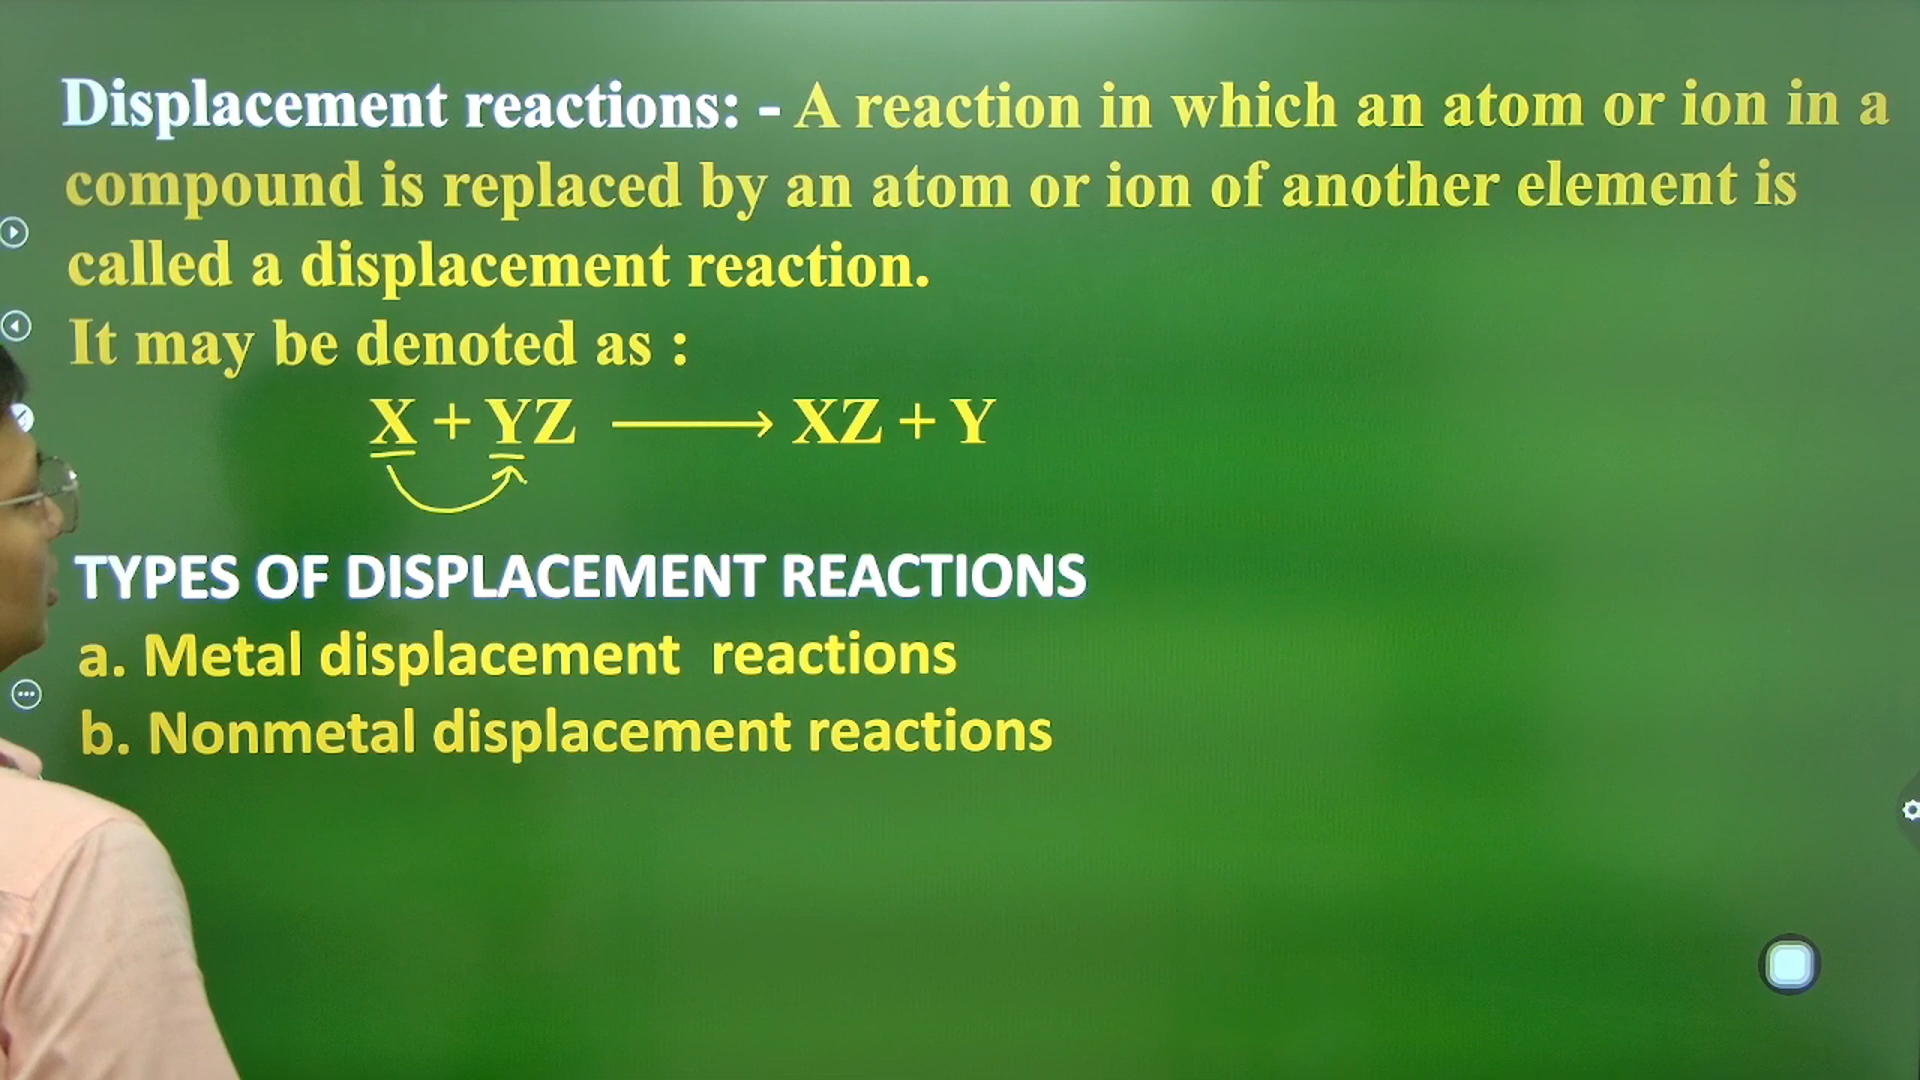 Displacement reactions: - A reaction in which an atom or ion in a
compound is replaced by an atom or ion of another element is
called a displacement reaction.
It may be denoted as :
X + YZ ⟶ XZ + Y
TYPES OF DISPLACEMENT REACTIONS
a. Metal displacement reactions
b. Nonmetal displacement reactions